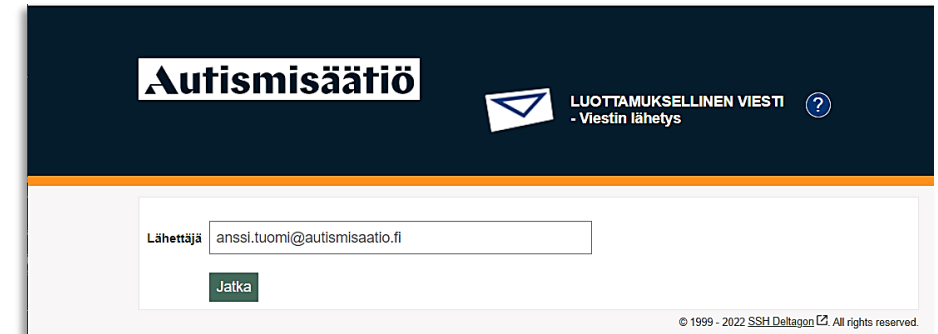 Autismisäätiö
LUOTTAMUKSELLINEN VIESTI
- Viestin lähetys
?
Lähettäjä anssi.tuomi@autismisaatio.fi
Jatka
© 1999 - 2022 SSH Deltagon. All rights reserved.